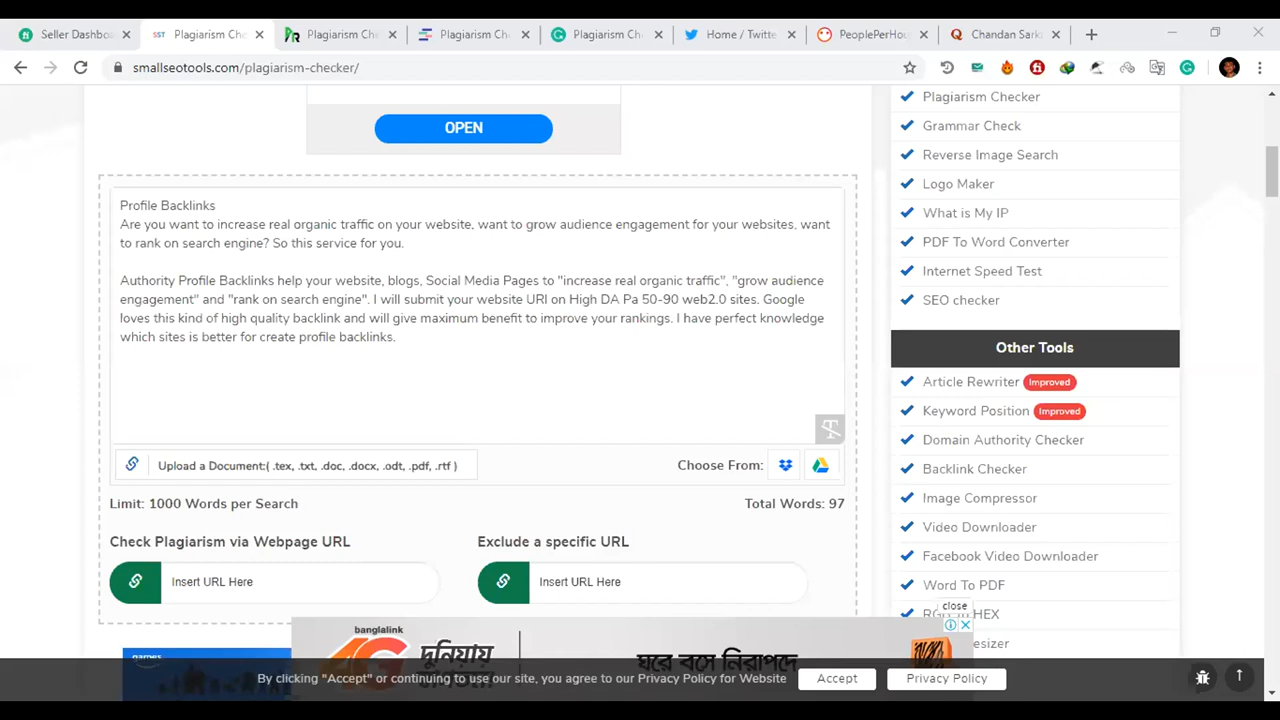 Seller Dashboa
Plagiarism Che
Plagiarism Che
Plagiarism Ch
Plagiarism Che
Home / Twitte
PeoplePerHou
Chandan Sark
smallseotools.com/plagiarism-checker/
OPEN
Profile Backlinks
Are you want to increase real organic traffic on your website, want to grow audience engagement for your websites, want
to rank on search engine? So this service for you.
Authority Profile Backlinks help your website, blogs, Social Media Pages to "increase real organic traffic", "grow audience
engagement" and "rank on search engine". I will submit your website URl on High DA Pa 50-90 web2.0 sites. Google
loves this kind of high quality backlink and will give maximum benefit to improve your rankings. I have perfect knowledge
which sites is better for create profile backlinks.
Upload a Document:( .tex, .txt, .doc, .docx, .odt, .pdf, .rtf )
Choose From:
Limit: 1000 Words per Search
Total Words: 97
Check Plagiarism via Webpage URL
Exclude a specific URL
Insert URL Here
Insert URL Here
Plagiarism Checker
Grammar Check
Reverse Image Search
Logo Maker
What is My IP
PDF To Word Converter
Internet Speed Test
SEO checker
Other Tools
Article Rewriter Improved
Keyword Position Improved
Domain Authority Checker
Backlink Checker
Image Compressor
Video Downloader
Facebook Video Downloader
Word To PDF
HEX
esizer
close
games
banglalink
4G
দুনিয়ায়
ঘরে বসে নিরাপদে
By clicking "Accept" or continuing to use our site, you agree to our Privacy Policy for Website
Accept
Privacy Policy